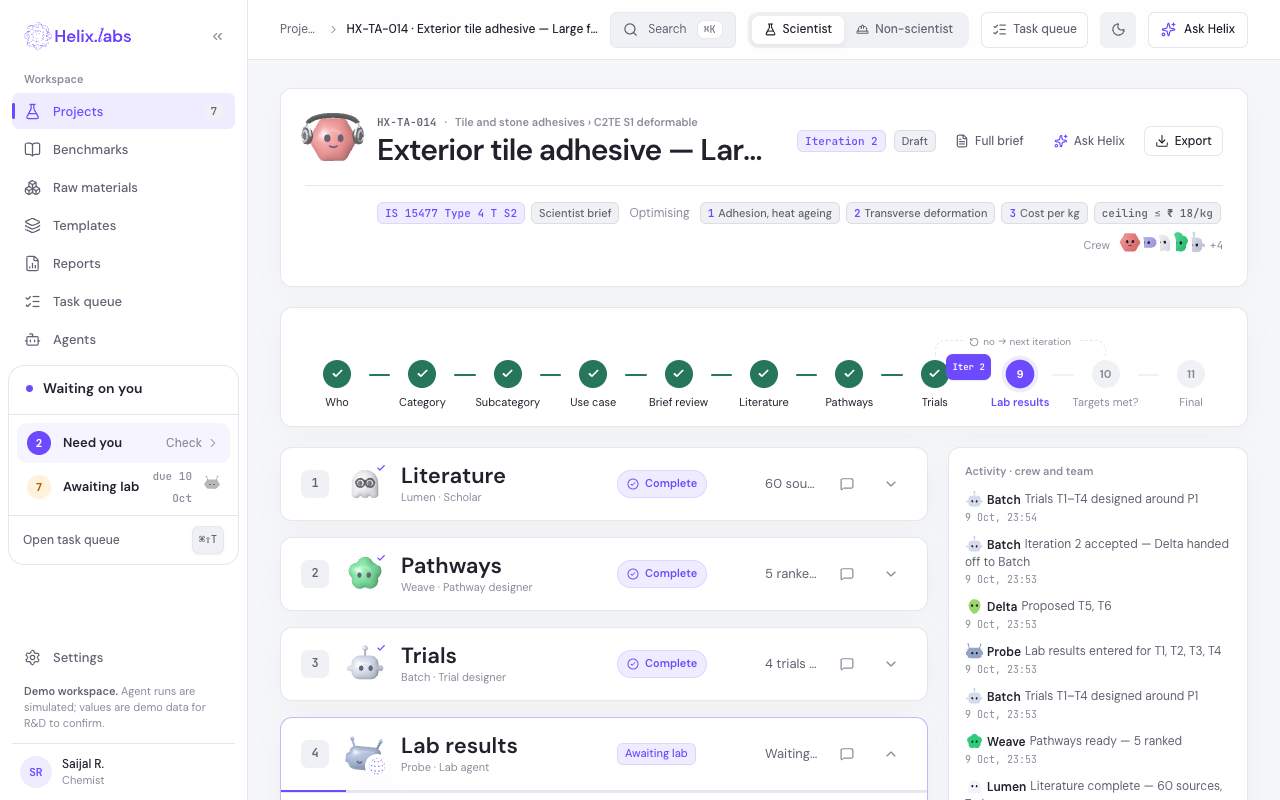 Helix.labs
Workspace
Projects 7
Benchmarks
Raw materials
Templates
Reports
Task queue
Agents
Waiting on you
2 Need you Check
7 Awaiting lab due 10 Oct
Open task queue ⌘⇧T
Settings
Demo workspace. Agent runs are
simulated; values are demo data for
R&D to confirm.
SR Saijal R.
Chemist
Proje… HX-TA-014 · Exterior tile adhesive — Large f… Search ⌘K Scientist Non-scientist Task queue Ask Helix
HX-TA-014 · Tile and stone adhesives › C2TE S1 deformable
Exterior tile adhesive — Lar… Iteration 2 Draft Full brief Ask Helix Export
IS 15477 Type 4 T S2 Scientist brief Optimising 1 Adhesion, heat ageing 2 Transverse deformation 3 Cost per kg ceiling ≤ ₹ 18/kg
Crew +4
no → next iteration
Iter 2 9 10 11
Who Category Subcategory Use case Brief review Literature Pathways Trials Lab results Targets met? Final
1 Literature Complete 60 sou…
Lumen · Scholar
2 Pathways Complete 5 ranke…
Weave · Pathway designer
3 Trials Complete 4 trials …
Batch · Trial designer
4 Lab results Awaiting lab Waiting…
Probe · Lab agent
Activity · crew and team
Batch Trials T1–T4 designed around P1
9 Oct, 23:54
Batch Iteration 2 accepted — Delta handed
off to Batch
9 Oct, 23:53
Delta Proposed T5, T6
9 Oct, 23:53
Probe Lab results entered for T1, T2, T3, T4
9 Oct, 23:53
Batch Trials T1–T4 designed around P1
9 Oct, 23:53
Weave Pathways ready — 5 ranked
9 Oct, 23:53
Lumen Literature complete — 60 sources,